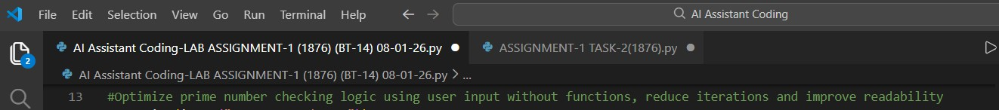 File Edit Selection View Go Run Terminal Help AI Assistant Coding
AI Assistant Coding-LAB ASSIGNMENT-1 (1876) (BT-14) 08-01-26.py ASSIGNMENT-1 TASK-2(1876).py
2
AI Assistant Coding-LAB ASSIGNMENT-1 (1876) (BT-14) 08-01-26.py > ...
13 #Optimize prime number checking logic using user input without functions, reduce iterations and improve readability